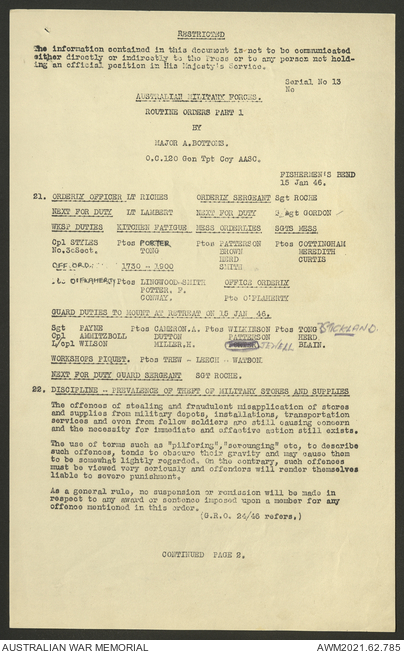 RESTRICTED
The information contained in this document is not to be communicated
either directly or indirectly to the Press or to any person not hold-
ing an official position in His Majesty's Service.
Serial No 13
No
AUSTRALIAN MILITARY FORCES.
ROUTINE ORDERS PART 1
BY
MAJOR A.BOTTOMS.
O.C.120 Gen Tpt Coy AASC.
FISHERMEN'S BEND
15 Jan 46.
21. ORDERLY OFFICER LT RICHES ORDERLY SERGEANT Sgt ROCHE
NEXT FOR DUTY LT LAMBERT NEXT FOR DUTY Sgt GORDON
WKSP DUTIES KITCHEN FATIGUE MESS ORDERLIES SGTS MESS
Cpl STYLES Ptes PORTER, Ptes PATTERSON Ptes COTTINGHAM
No.3cSect. TONG BROWN MEREDITH
HERD CURTIS
OFF.ORD. 1730 - 1900 SMITH
O'FLAHERTY Ptes LINGWOOD-SMITH OFFICE ORDERLY
POTTER. F.
CONWAY. Pte O'FLAHERTY
GUARD DUTIES TO MOUNT AT RETREAT ON 15 JAN 46.
Sgt PAYNE Ptes CAMERON.A. Ptes WILKINSON Ptes TONG
Cpl AMMITZBOLL DUTTON PATTERSON HERD
L/cpl WILSON MILLER,H. BLAIN.
WORKSHOPS PIQUET. Ptes TREW - LEECH - WATSON.
NEXT FOR DUTY GUARD SERGEANT SGT ROCHE.
22. DISCIPLINE - PREVALENCE OF THEFT OF MILITARY STORES AND SUPPLIES
The offences of stealing and fraudulent misapplication of stores
and supplies from military depots, installations, transportation
services and even from fellow soldiers are still causing concern
and the necessity for immediate and effective action still exists.
The use of terms such as "pilfering","scrounging" etc, to describe
such offences, tends to obscure their gravity and may cause them
to be somewhat lightly regarded. On the contrary, such offences
must be viewed very seriously and offenders will render themselves
liable to severe punishment.
As a general rule, no suspension or remission will be made in
respect to any award or sentence imposed upon a member for any
offence mentioned in this order.
(G.R.O. 24/46 refers.)
CONTINUED PAGE 2.
AUSTRALIAN WAR MEMORIAL AWM2021.62.785